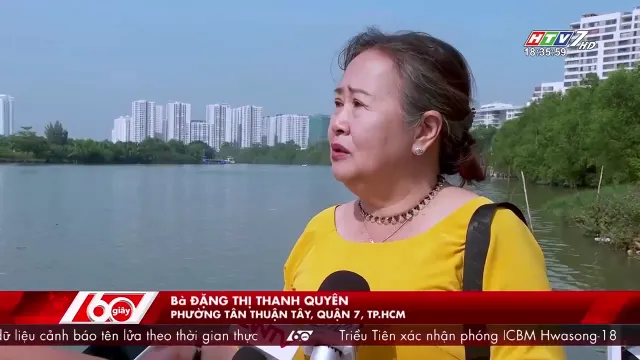 HTV7 HD
18:35:59
Bà ĐẶNG THỊ THANH QUYÊN
PHƯỜNG TÂN THUẬN TÂY, QUẬN 7, TP.HCM
60 giây
dữ liệu cảnh báo tên lửa theo thời gian thực Triều Tiên xác nhận phóng ICBM Hwasong-18